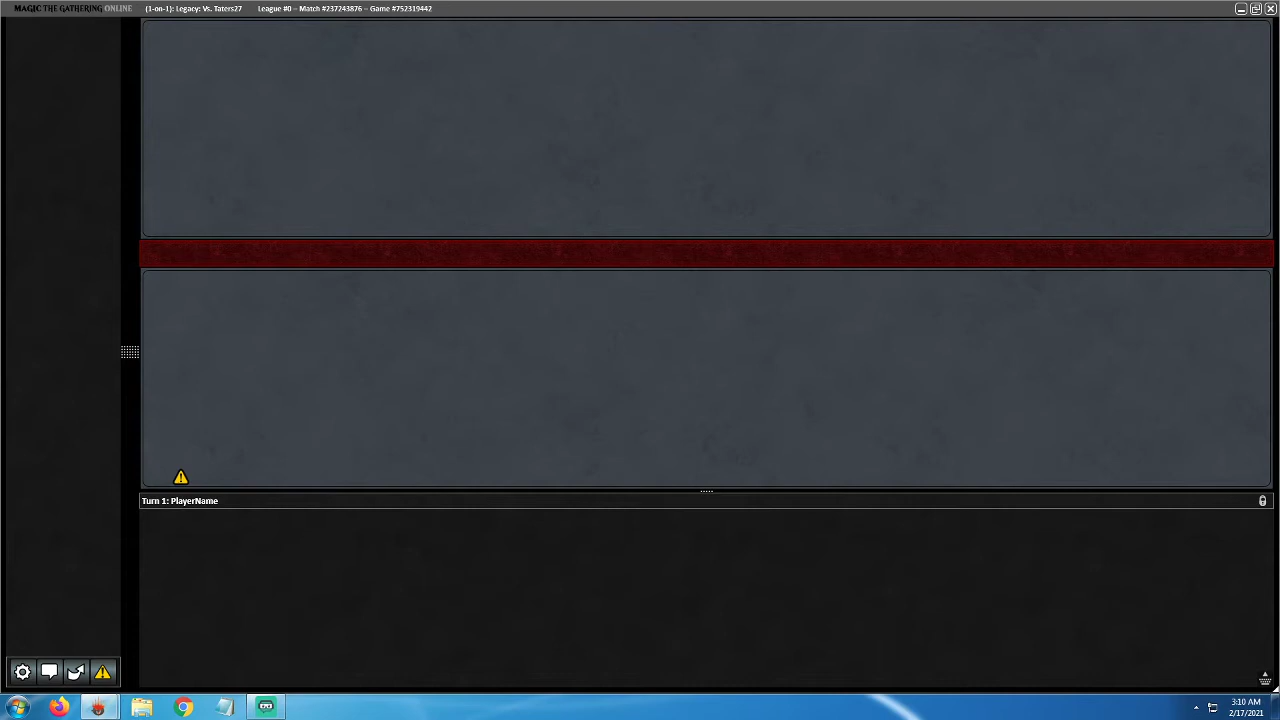 MAGIC THE GATHERING ONLINE (1-on-1): Legacy: Vs. Taters27 League #0 – Match #237243876 – Game #752319442
Turn 1: PlayerName
3:10 AM
2/17/2021